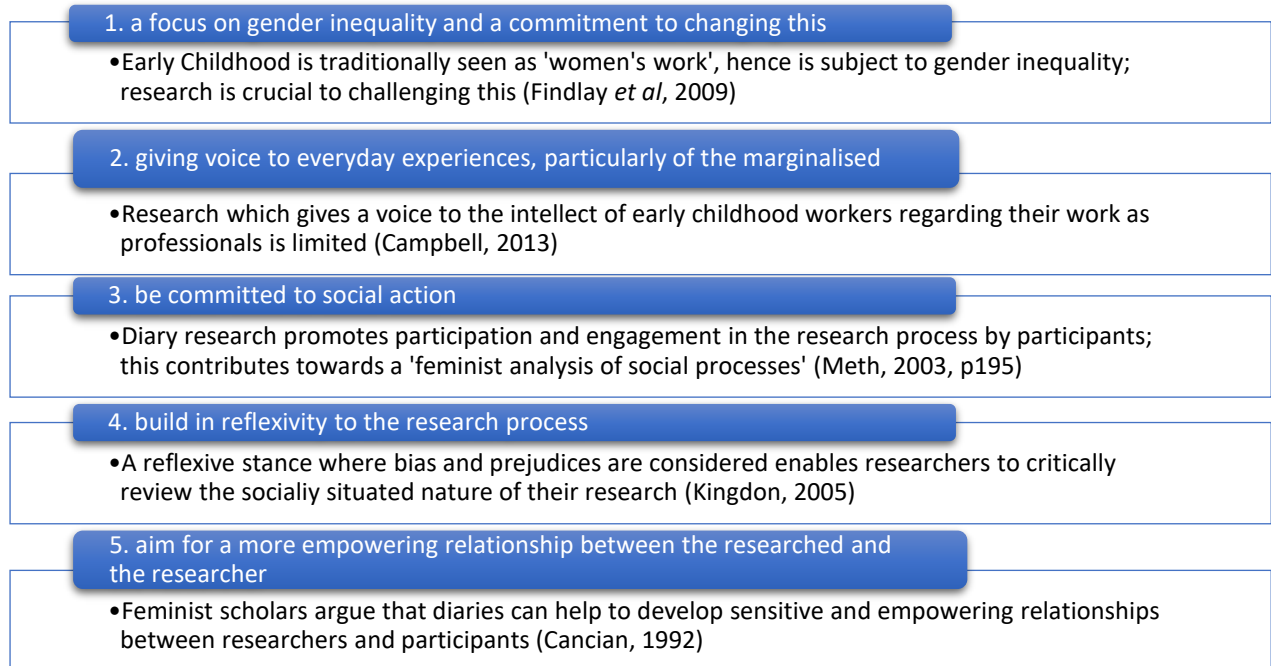 1. a focus on gender inequality and a commitment to changing this
•Early Childhood is traditionally seen as 'women's work', hence is subject to gender inequality;
research is crucial to challenging this (Findlay et al, 2009)
2. giving voice to everyday experiences, particularly of the marginalised
•Research which gives a voice to the intellect of early childhood workers regarding their work as
professionals is limited (Campbell, 2013)
3. be committed to social action
•Diary research promotes participation and engagement in the research process by participants;
this contributes towards a 'feminist analysis of social processes' (Meth, 2003, p195)
4. build in reflexivity to the research process
•A reflexive stance where bias and prejudices are considered enables researchers to critically
review the socialiy situated nature of their research (Kingdon, 2005)
5. aim for a more empowering relationship between the researched and
the researcher
•Feminist scholars argue that diaries can help to develop sensitive and empowering relationships
between researchers and participants (Cancian, 1992)